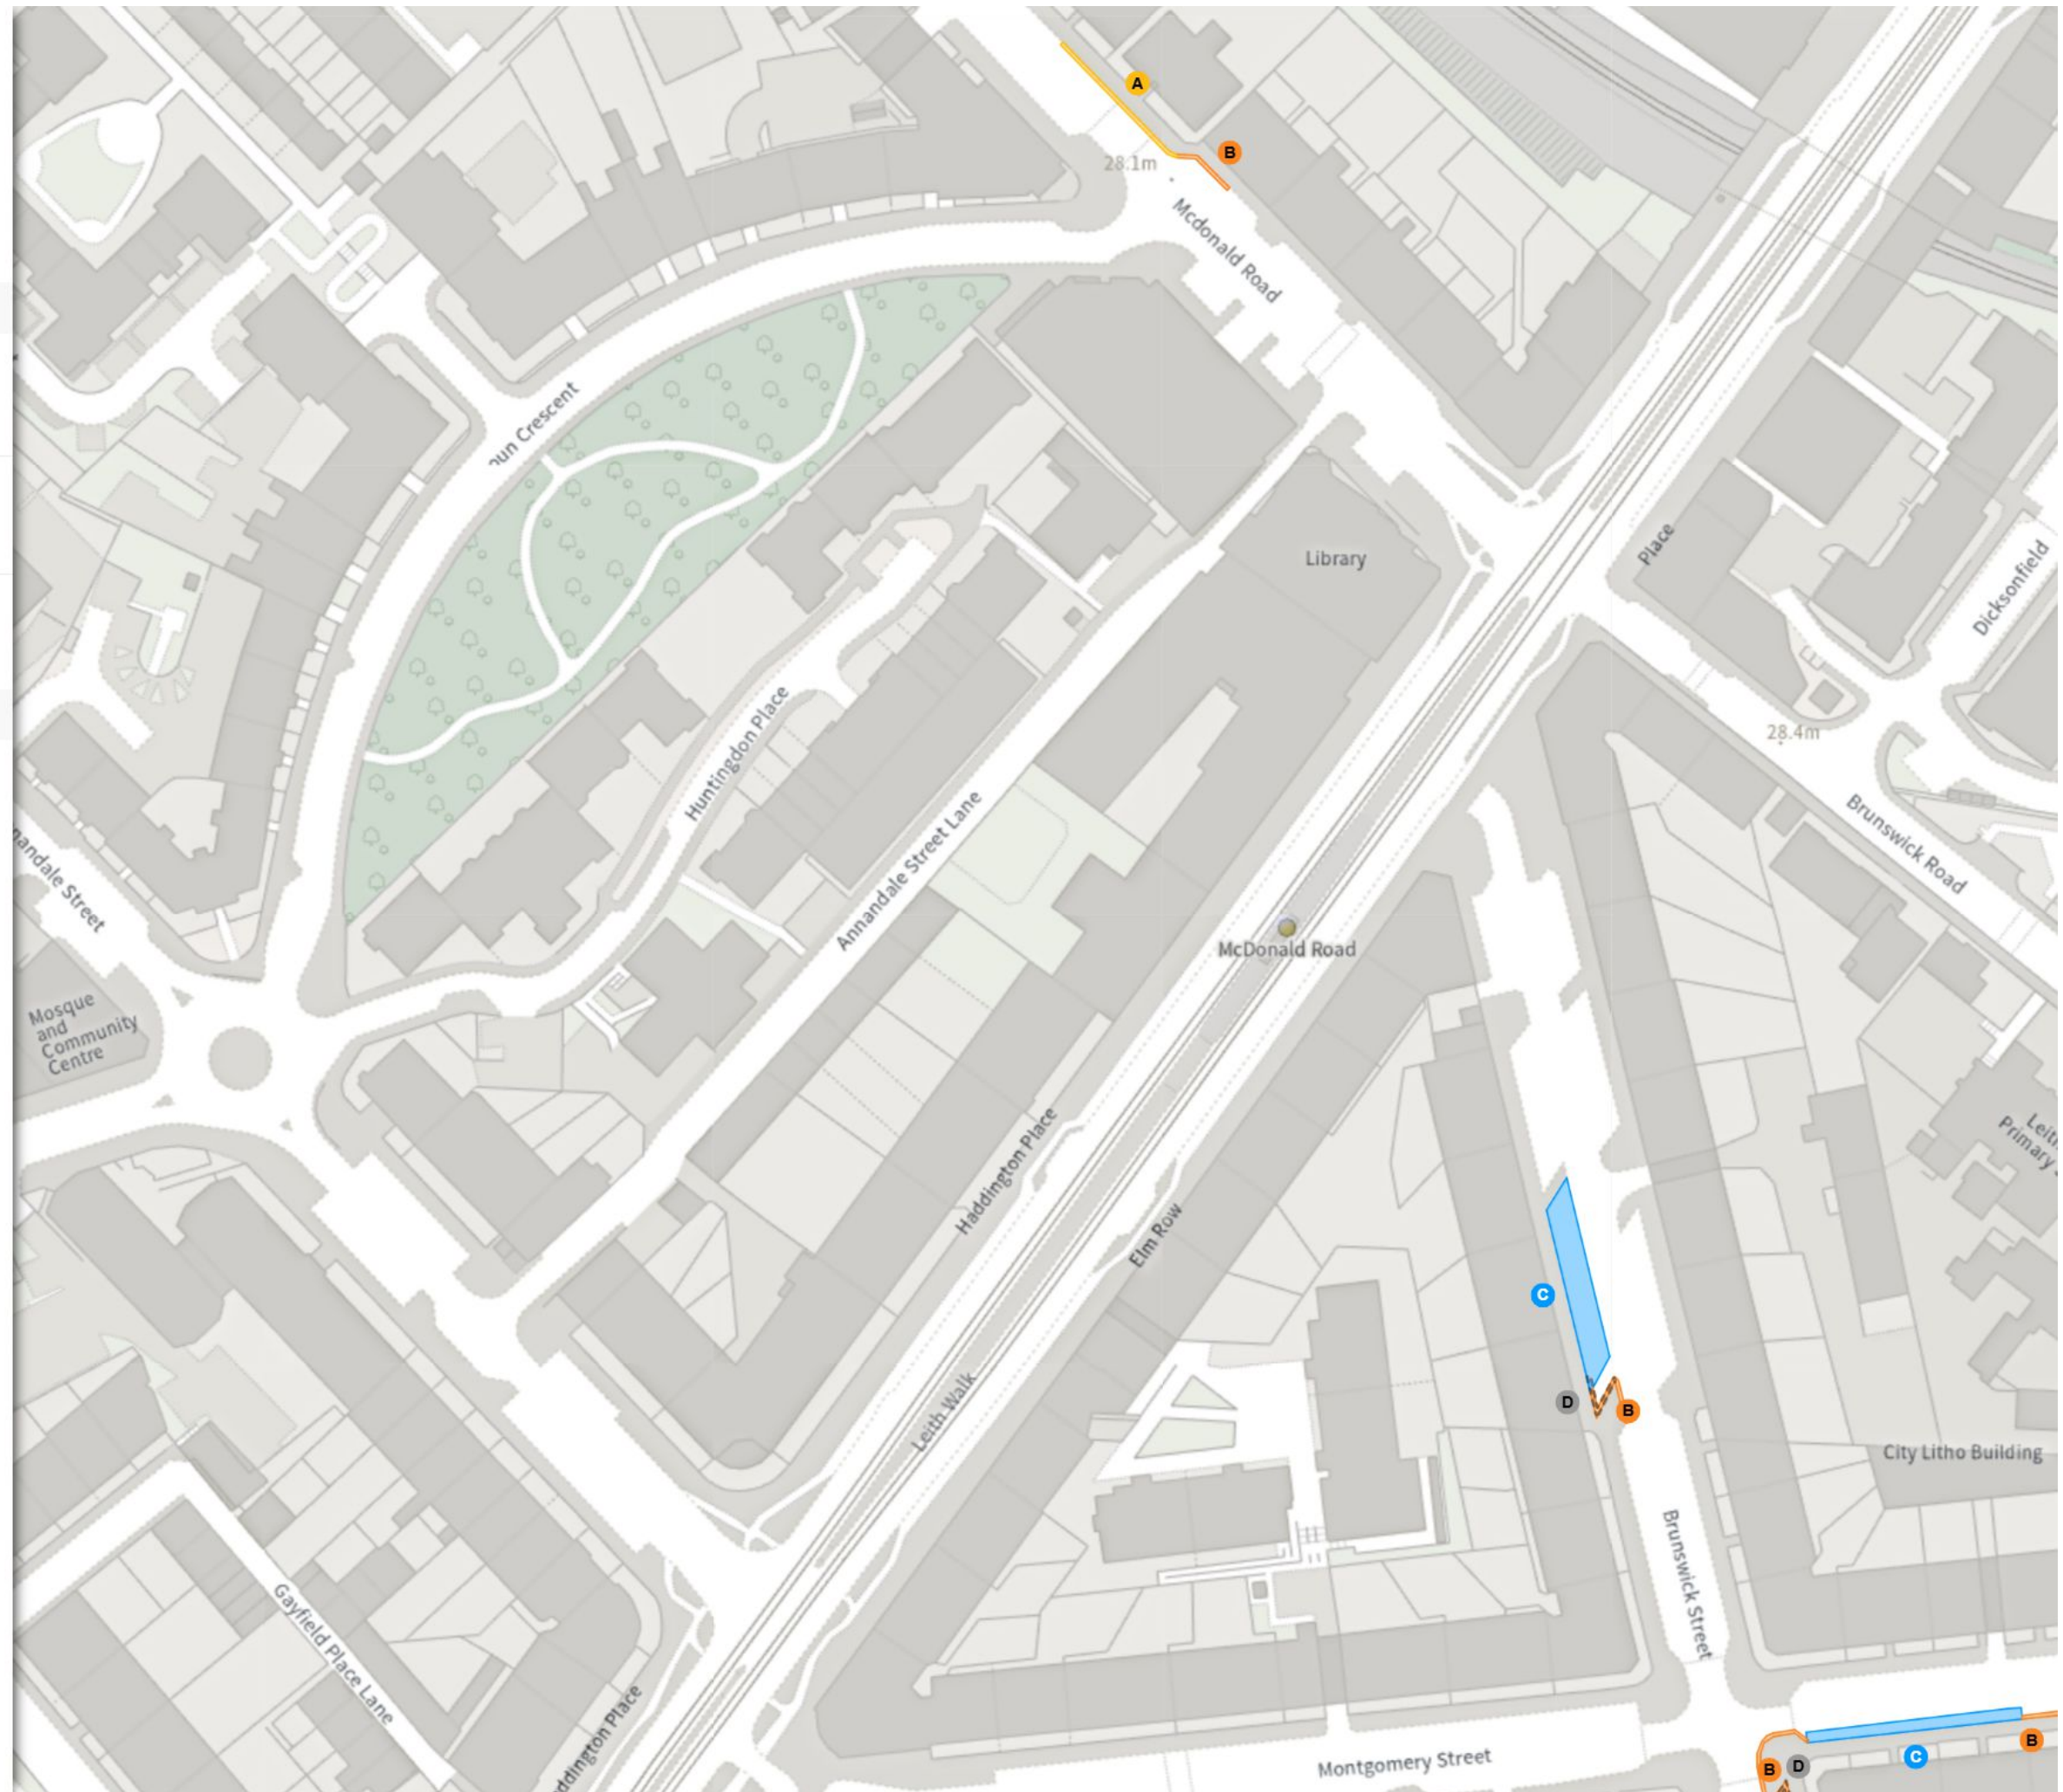 A
B
28.1m
Mcdonald Road
oun Crescent
Library
Place
Dicksonfield
Huntingdon Place
28.4m
Brunswick Road
Annandale Street Lane
nandale Street
McDonald Road
Mosque
and
Community
Centre
Haddington Place
Elm Row
Primary
C
D
B
Leith Walk
City Litho Building
Brunswick Street
Gayfield Place Lane
ddington Place
Montgomery Street
B
C
B
D